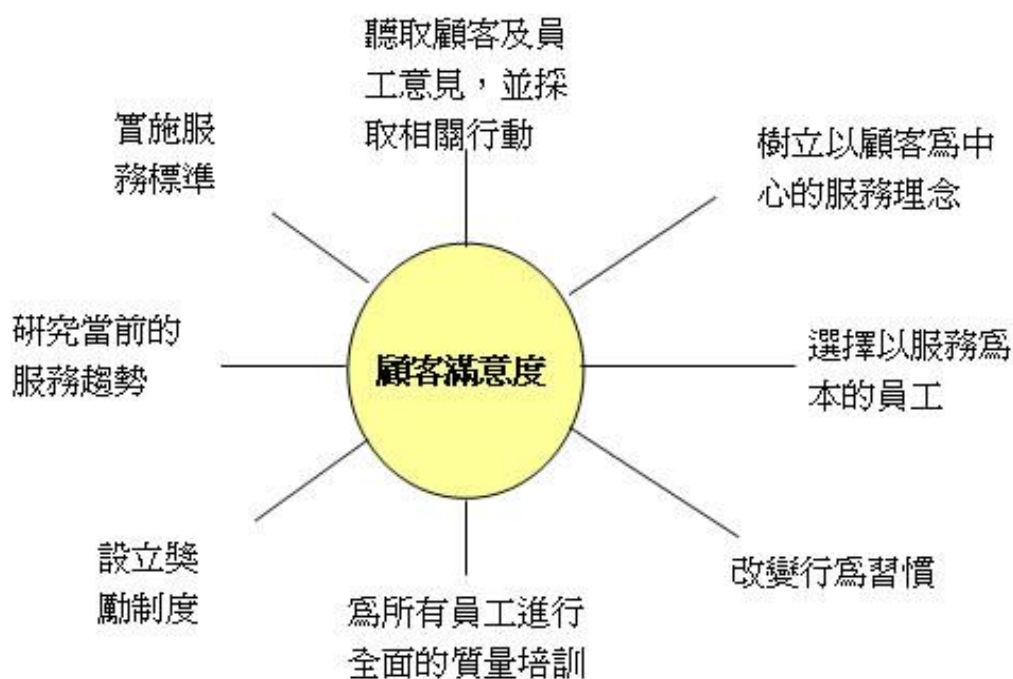 聽取顧客及員
工意見，並採
取相關行動
實施服
務標準
樹立以顧客為中
心的服務理念
研究當前的
服務趨勢
顧客滿意度
選擇以服務為
本的員工
設立獎
勵制度
改變行為習慣
為所有員工進行
全面的質量培訓